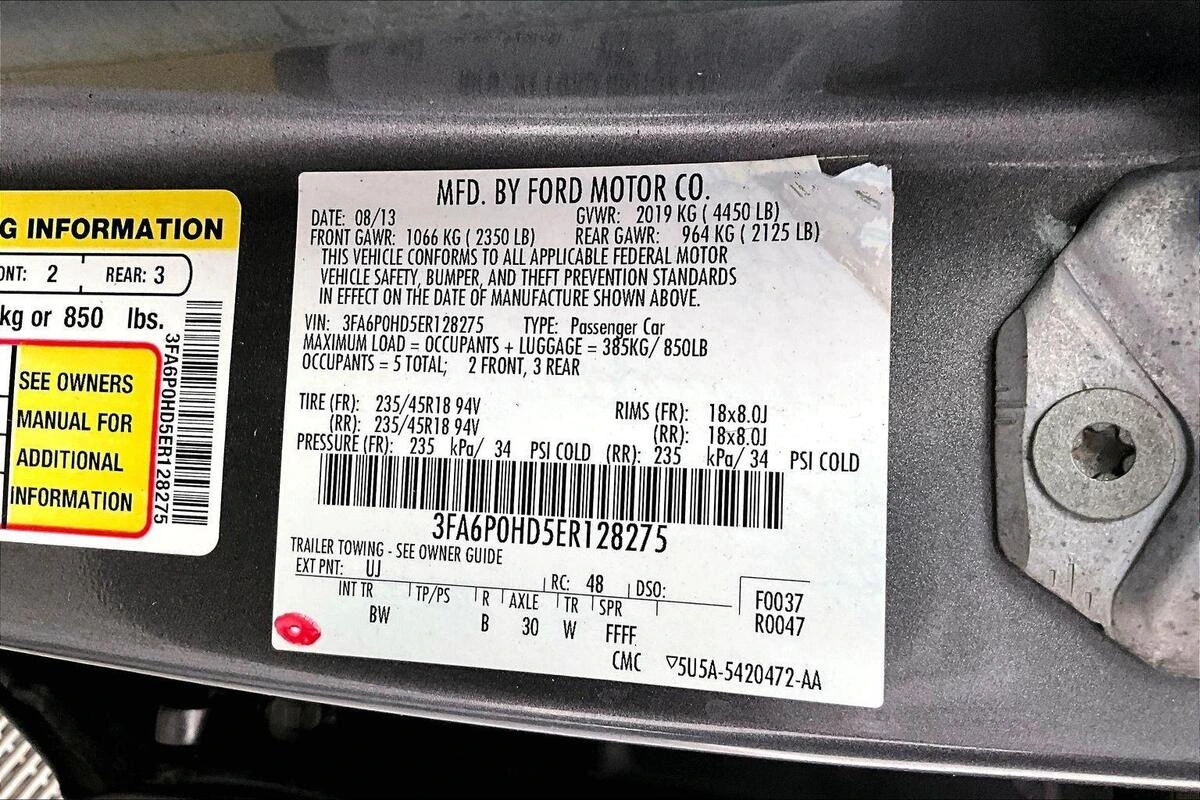 G INFORMATION
ONT: 2 REAR: 3
kg or 850 lbs.
SEE OWNERS
MANUAL FOR
ADDITIONAL
INFORMATION
3FA6P0HD5ER128275
MFD. BY FORD MOTOR CO.
DATE: 08/13 GVWR: 2019 KG ( 4450 LB)
FRONT GAWR: 1066 KG ( 2350 LB) REAR GAWR: 964 KG ( 2125 LB)
THIS VEHICLE CONFORMS TO ALL APPLICABLE FEDERAL MOTOR
VEHICLE SAFETY, BUMPER, AND THEFT PREVENTION STANDARDS
IN EFFECT ON THE DATE OF MANUFACTURE SHOWN ABOVE.
VIN: 3FA6P0HD5ER128275 TYPE: Passenger Car
MAXIMUM LOAD = OCCUPANTS + LUGGAGE = 385KG/ 850LB
OCCUPANTS = 5 TOTAL; 2 FRONT, 3 REAR
TIRE (FR): 235/45R18 94V RIMS (FR): 18x8.0J
(RR): 235/45R18 94V (RR): 18x8.0J
PRESSURE (FR): 235 kPa/ 34 PSI COLD (RR): 235 kPa/ 34 PSI COLD
3FA6P0HD5ER128275
TRAILER TOWING - SEE OWNER GUIDE
EXT PNT: UJ RC: 48 DSO:
INT TR TP/PS R AXLE TR SPR F0037
BW B 30 W FFFF R0047
CMC ▽5U5A-5420472-AA